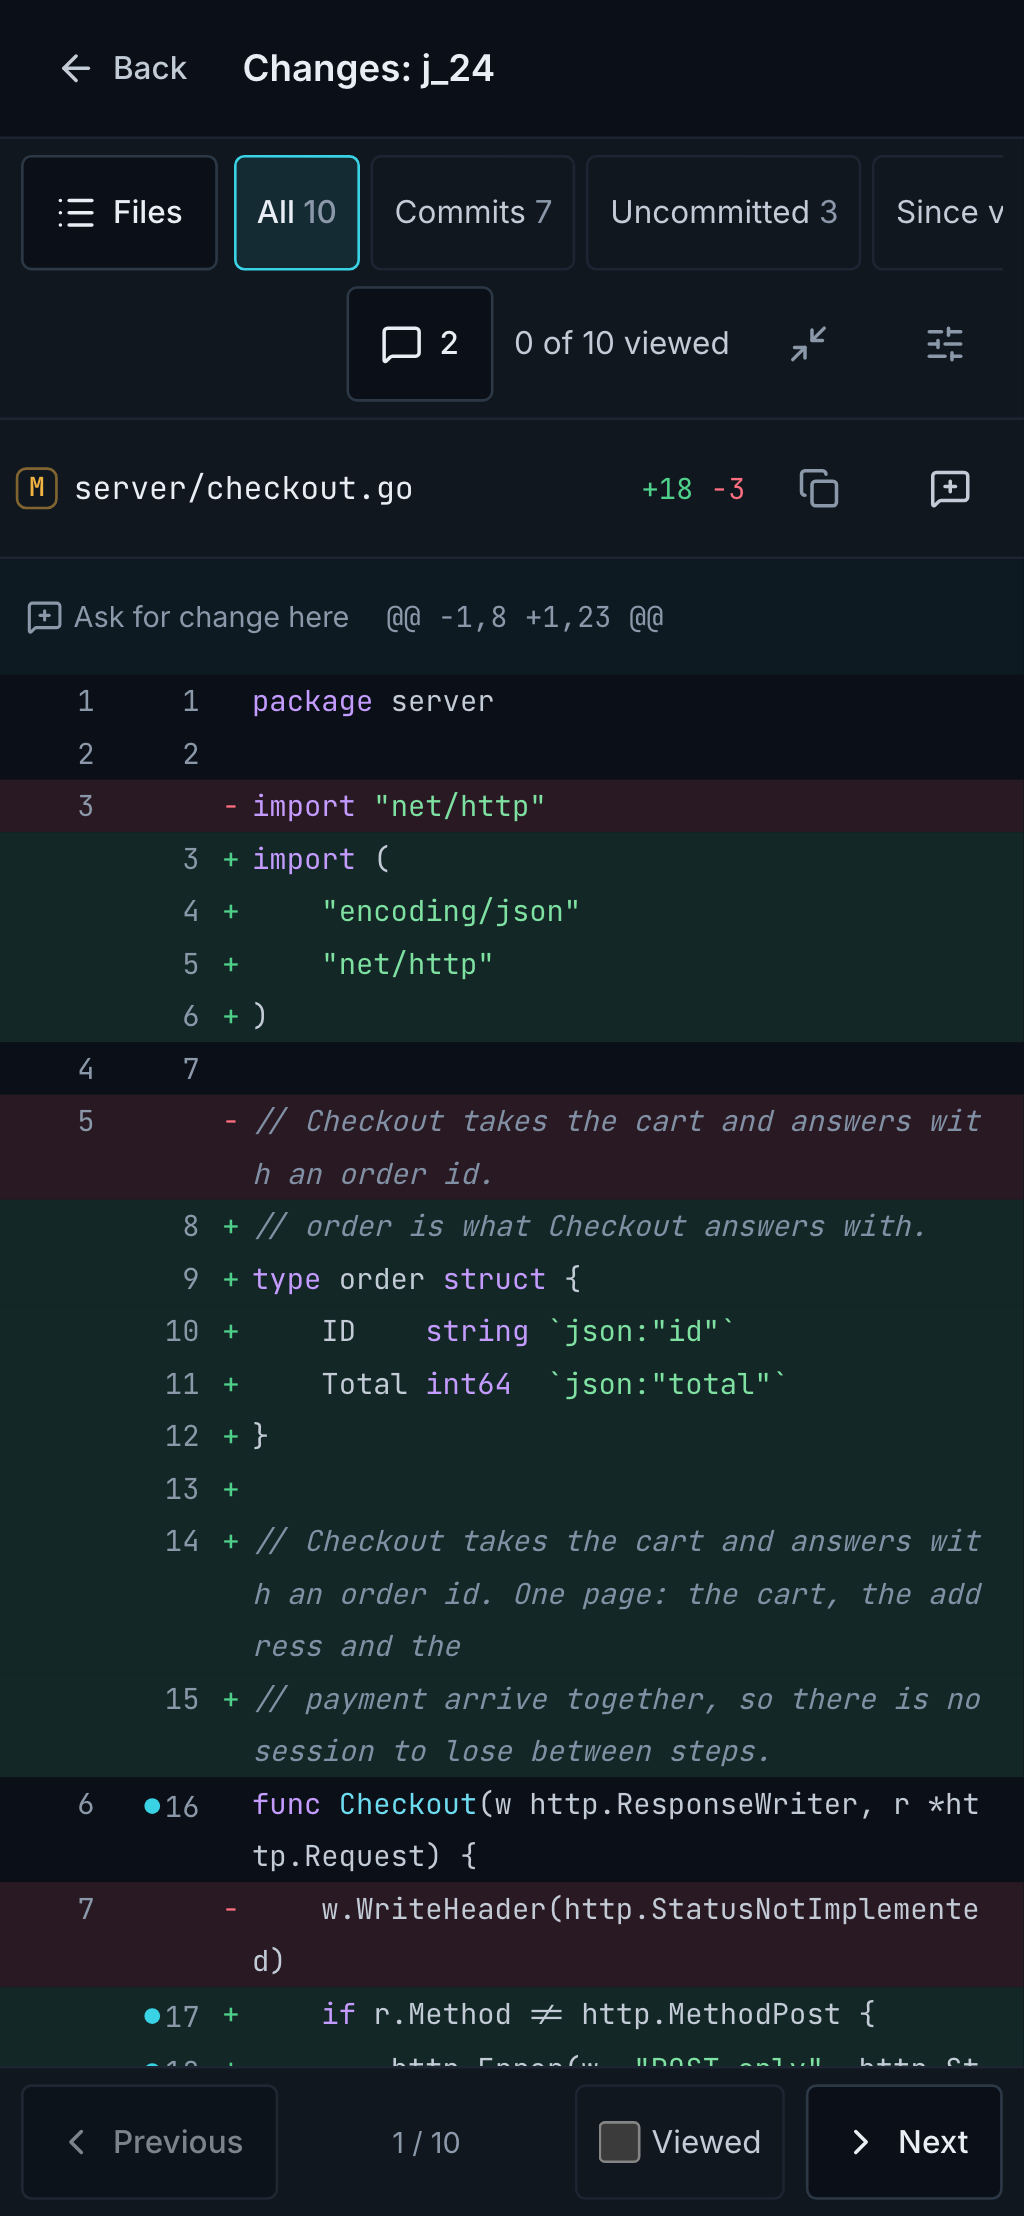 Back Changes: j_24
Files All 10 Commits 7 Uncommitted 3 Since v
2 0 of 10 viewed
M server/checkout.go +18 -3
Ask for change here @@ -1,8 +1,23 @@
1 1 package server
2 2
3 - import "net/http"
3 + import (
4 + "encoding/json"
5 + "net/http"
6 + )
4 7
5 - // Checkout takes the cart and answers wit
h an order id.
8 + // order is what Checkout answers with.
9 + type order struct {
10 + ID string `json:"id"`
11 + Total int64 `json:"total"`
12 + }
13 +
14 + // Checkout takes the cart and answers wit
h an order id. One page: the cart, the add
ress and the
15 + // payment arrive together, so there is no
session to lose between steps.
6 16 func Checkout(w http.ResponseWriter, r *ht
tp.Request) {
7 - w.WriteHeader(http.StatusNotImplemente
d)
17 + if r.Method != http.MethodPost {
18 + http.Error(w, "POST only", http.St
Previous 1 / 10 Viewed Next